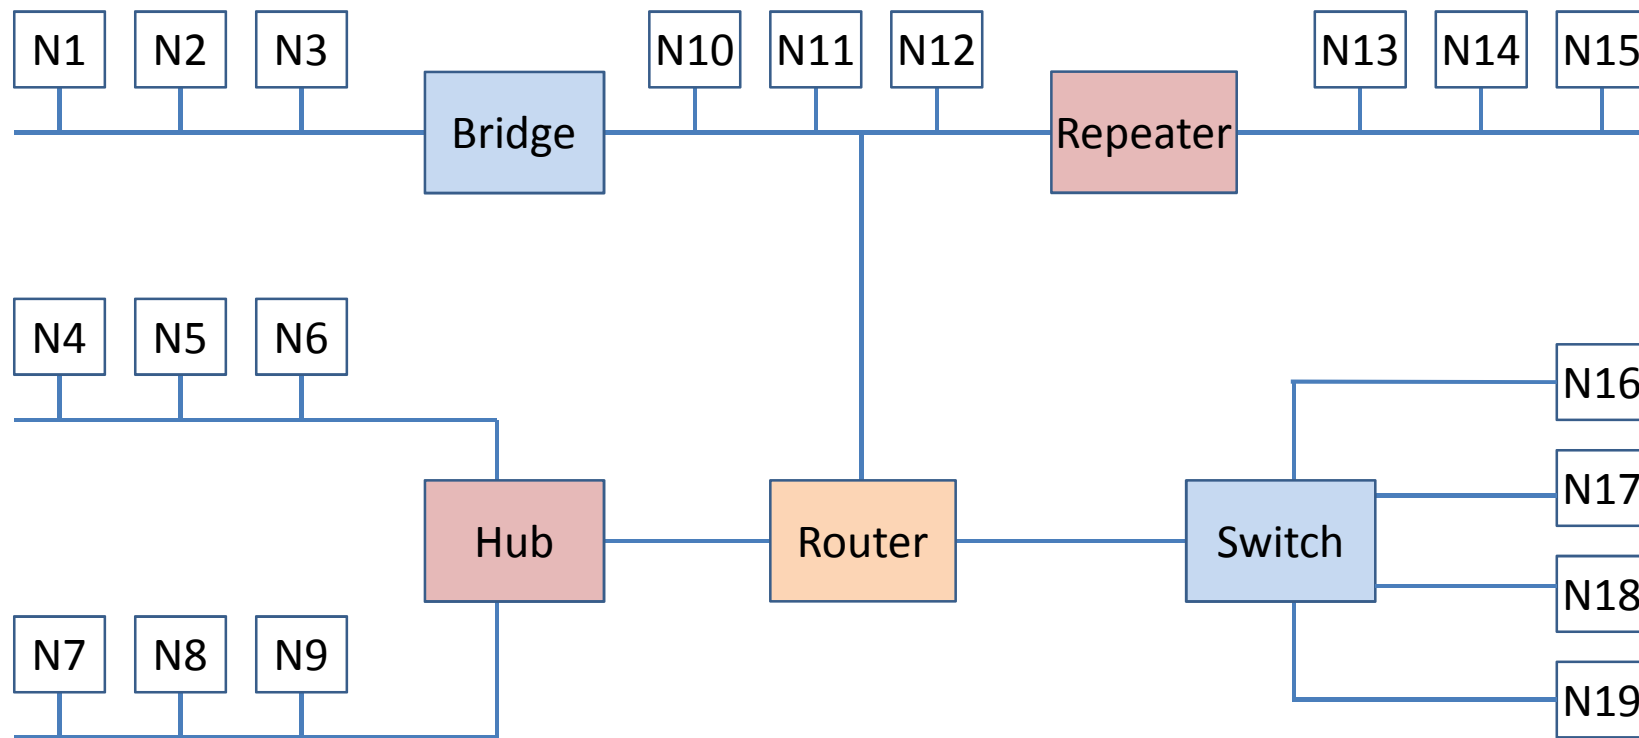 N1 N2 N3 N10 N11 N12 N13 N14 N15
Bridge Repeater
N4 N5 N6
N16
N17
Hub Router Switch
N18
N7 N8 N9
N19